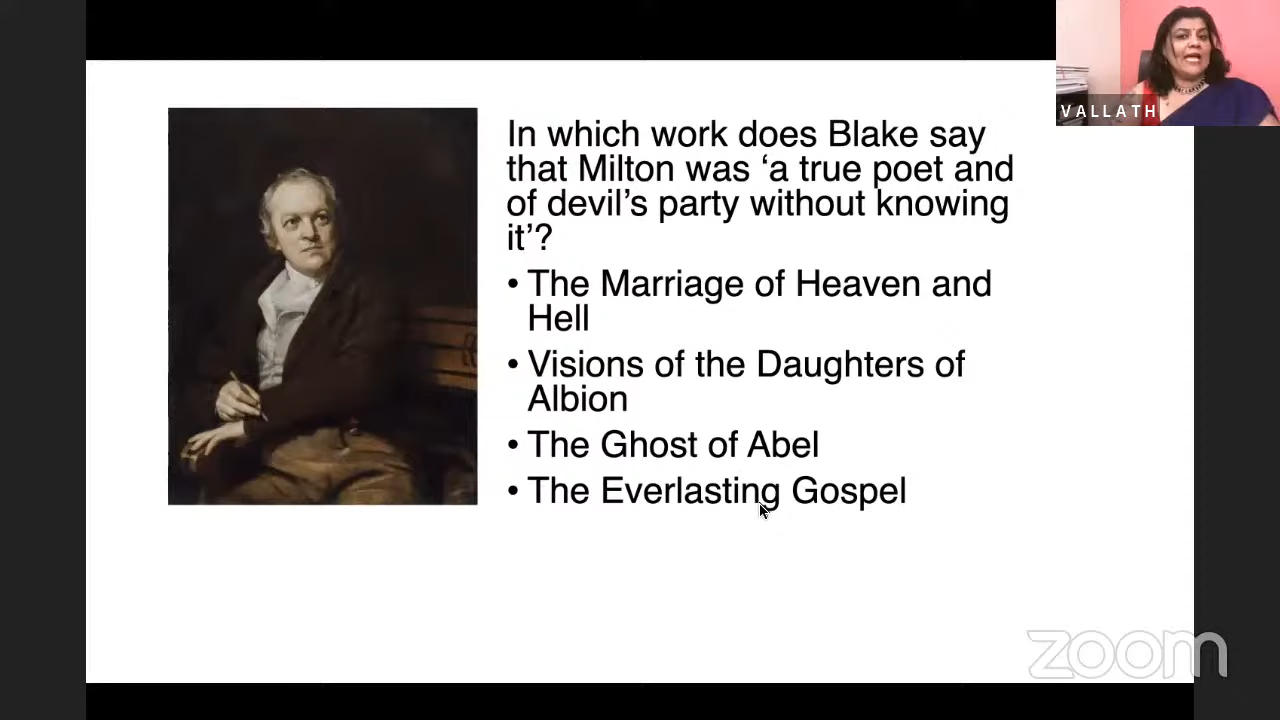 In which work does Blake say
that Milton was ‘a true poet and
of devil’s party without knowing
it’?
• The Marriage of Heaven and
Hell
• Visions of the Daughters of
Albion
• The Ghost of Abel
• The Everlasting Gospel
VALLATH
zoom